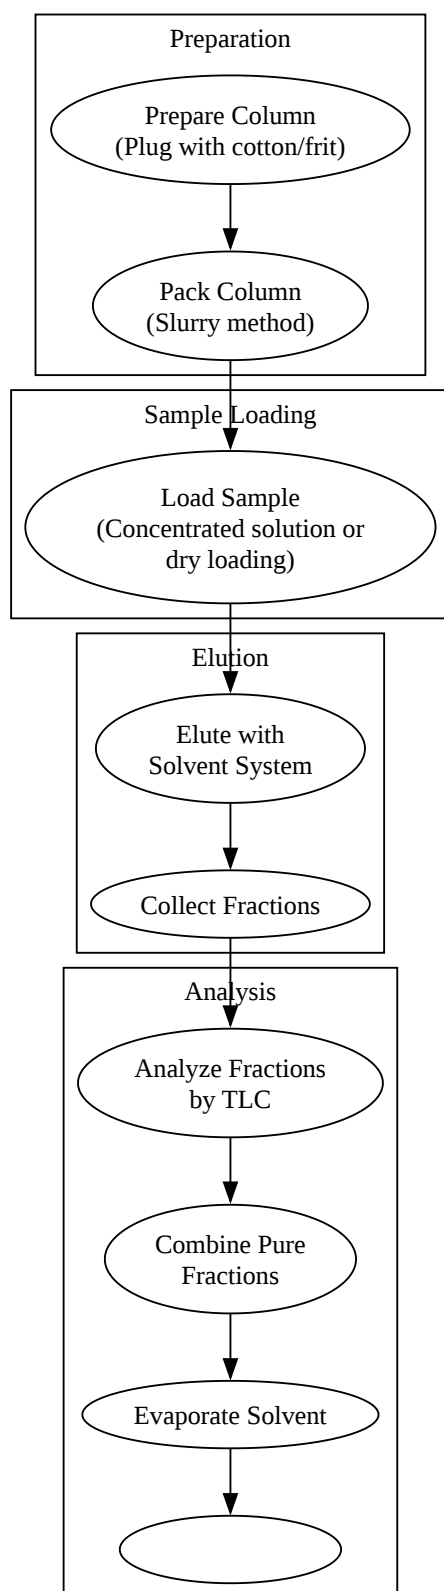 Preparation
Prepare Column
(Plug with cotton/frit)
Pack Column
(Slurry method)
Sample Loading
Load Sample
(Concentrated solution or
dry loading)
Elution
Elute with
Solvent System
Collect Fractions
Analysis
Analyze Fractions
by TLC
Combine Pure
Fractions
Evaporate Solvent